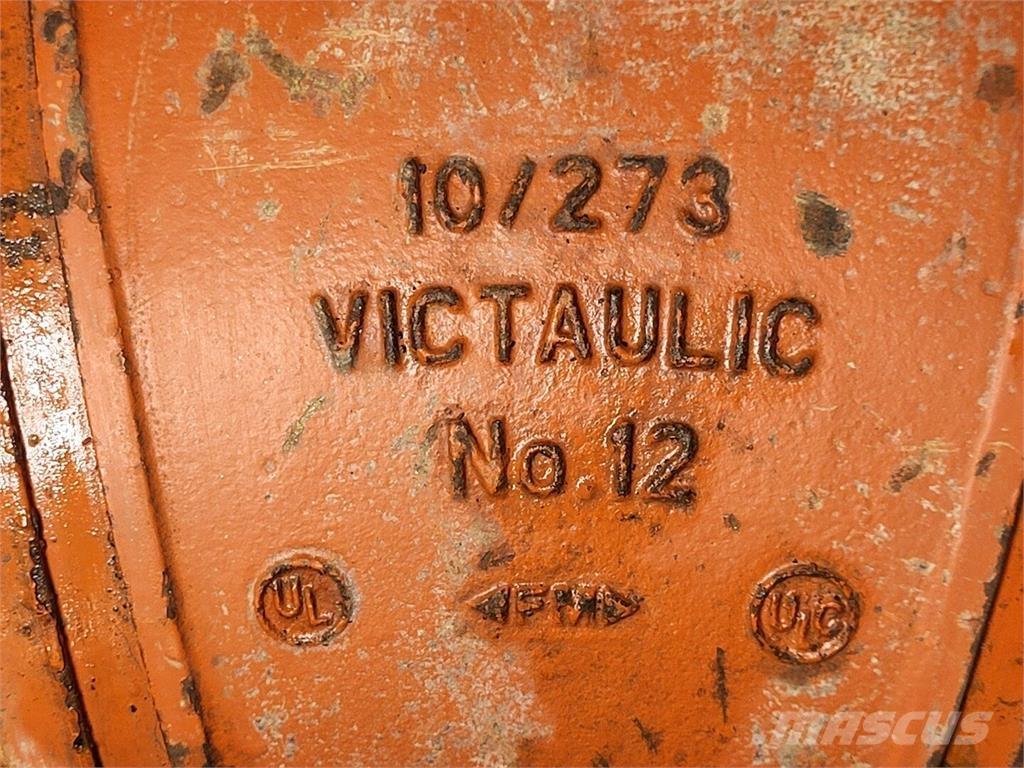 10/273
VICTAULIC
No.12
UL FM ULC
MASCUS